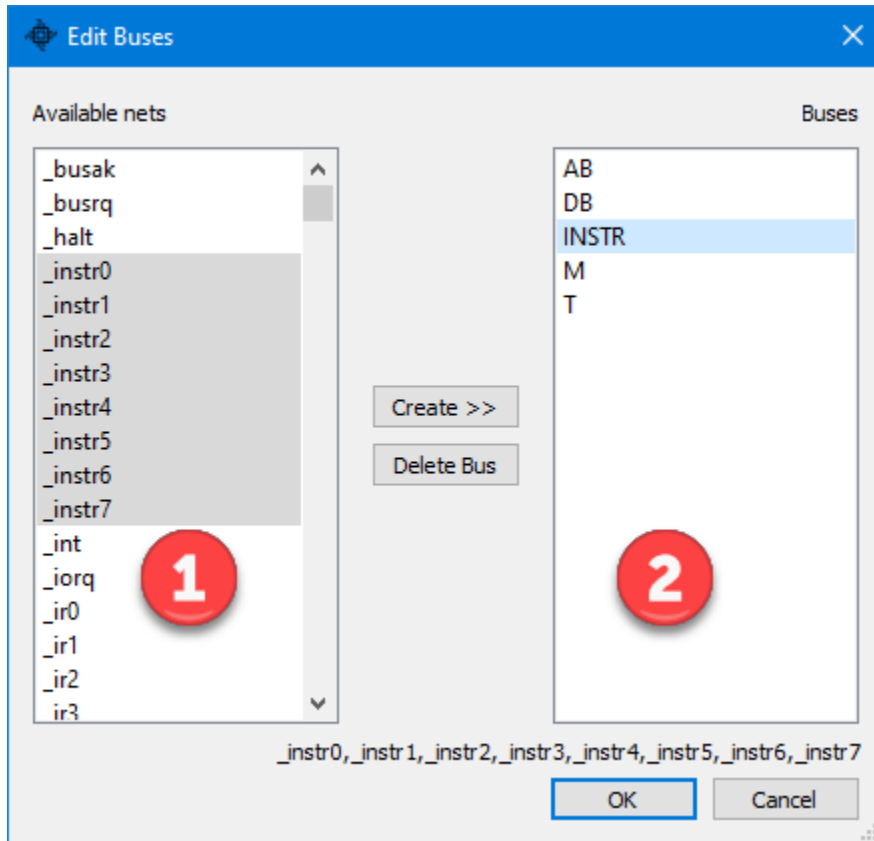 Edit Buses
Available nets
Buses
_busak
_busrq
_halt
_instr0
_instr1
_instr2
_instr3
_instr4
_instr5
_instr6
_instr7
_int
_iorq
_ir0
_ir1
_ir2
_ir3
1
Create >>
Delete Bus
AB
DB
INSTR
M
T
2
_instr0,_instr1,_instr2,_instr3,_instr4,_instr5,_instr6,_instr7
OK
Cancel